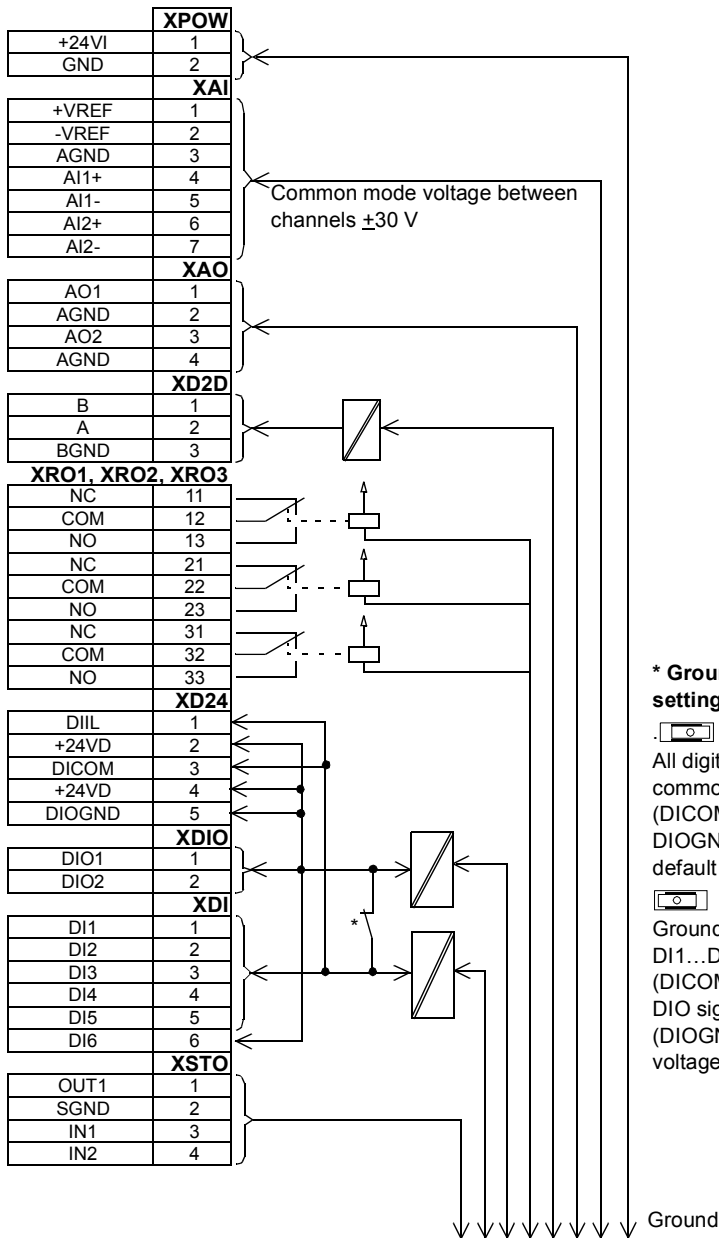 XPOW
+24VI 1
GND 2
XAI
+VREF 1
-VREF 2
AGND 3
AI1+ 4
AI1- 5
AI2+ 6
AI2- 7
Common mode voltage between
channels ±30 V
XAO
AO1 1
AGND 2
AO2 3
AGND 4
XD2D
B 1
A 2
BGND 3
XRO1, XRO2, XRO3
NC 11
COM 12
NO 13
NC 21
COM 22
NO 23
NC 31
COM 32
NO 33
XD24
DIIL 1
+24VD 2
DICOM 3
+24VD 4
DIOGND 5
XDIO
DIO1 1
DIO2 2
XDI
DI1 1
DI2 2
DI3 3
DI4 4
DI5 5
DI6 6
*
XSTO
OUT1 1
SGND 2
IN1 3
IN2 4
* Grou
setting
.
All digit
commo
(DICOM
DIOGN
default
Ground
DI1…D
(DICOM
DIO sig
(DIOGN
voltage
Ground